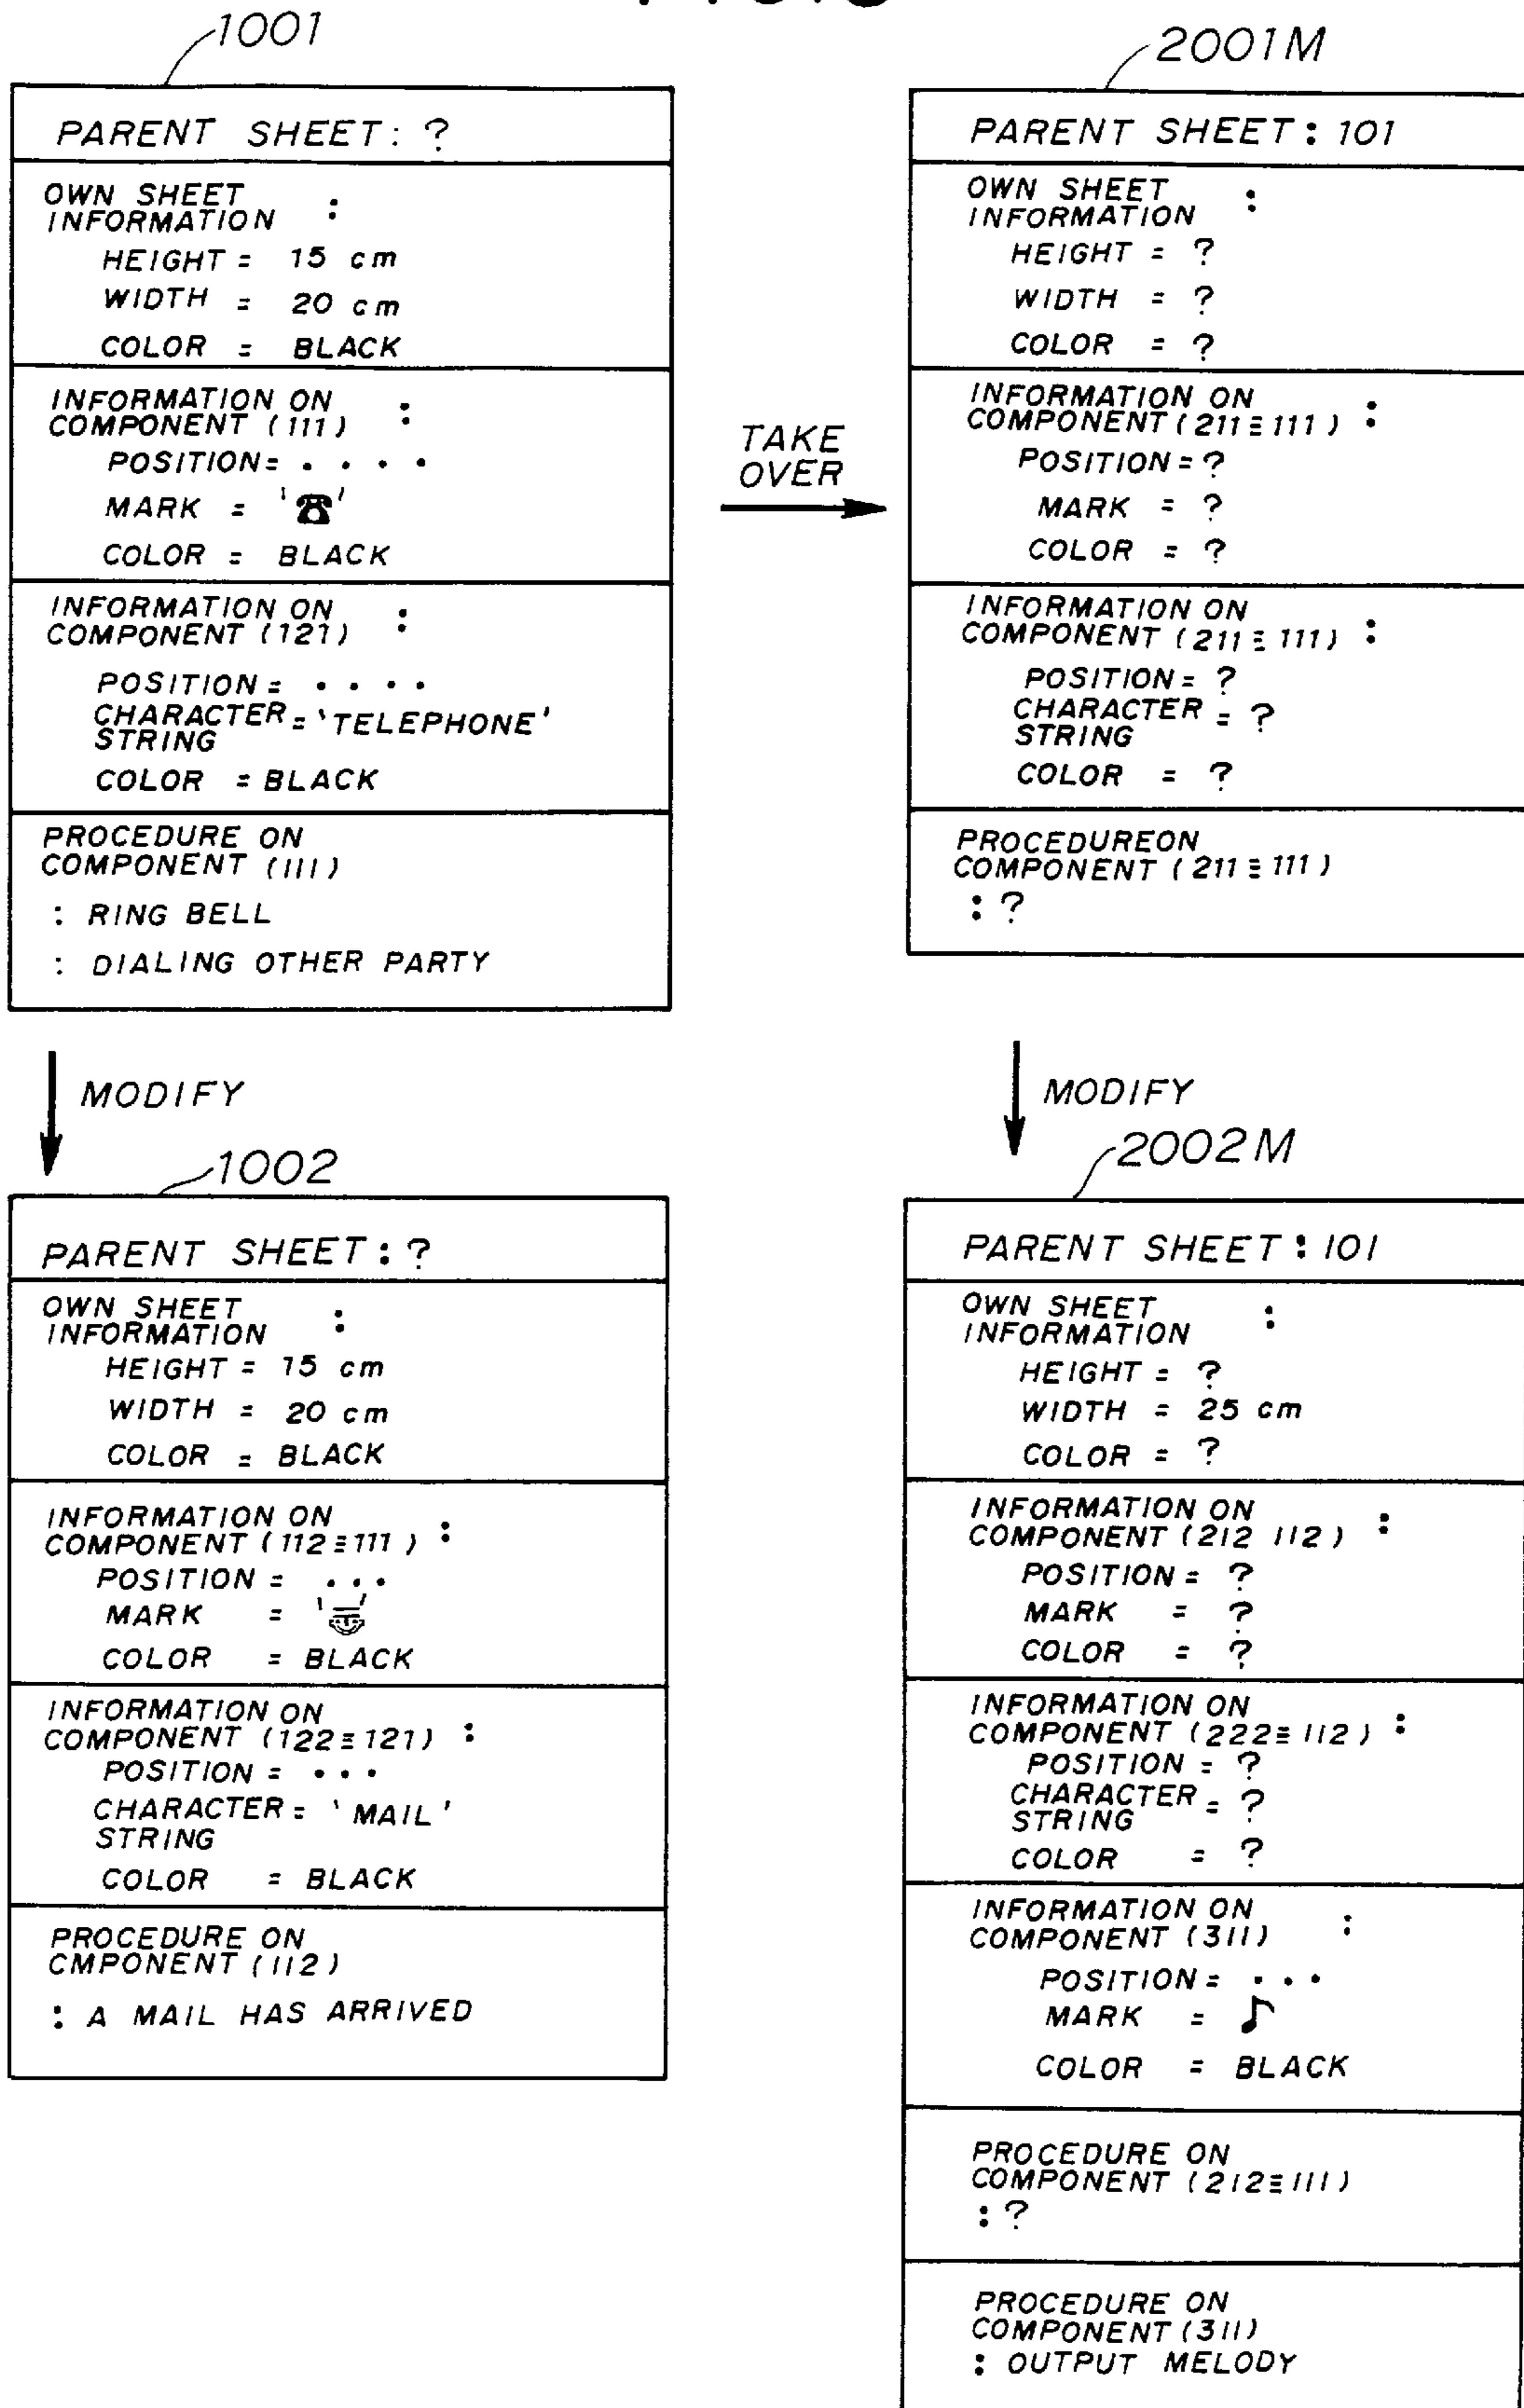 1001
PARENT SHEET: ?
OWN SHEET
INFORMATION :
HEIGHT = 15 cm
WIDTH = 20 cm
COLOR = BLACK
INFORMATION ON
COMPONENT (111) :
POSITION= • • • •
MARK = '☎'
COLOR = BLACK
INFORMATION ON
COMPONENT (121) :
POSITION = • • • •
CHARACTER = 'TELEPHONE'
STRING
COLOR = BLACK
PROCEDURE ON
COMPONENT (111)
: RING BELL
: DIALING OTHER PARTY
TAKE
OVER
2001M
PARENT SHEET : 101
OWN SHEET
INFORMATION :
HEIGHT = ?
WIDTH = ?
COLOR = ?
INFORMATION ON
COMPONENT (211≡111) :
POSITION = ?
MARK = ?
COLOR = ?
INFORMATION ON
COMPONENT (211≡111) :
POSITION = ?
CHARACTER = ?
STRING
COLOR = ?
PROCEDUREON
COMPONENT (211≡111)
: ?
MODIFY
1002
PARENT SHEET : ?
OWN SHEET
INFORMATION :
HEIGHT = 15 cm
WIDTH = 20 cm
COLOR = BLACK
INFORMATION ON
COMPONENT (112≡111) :
POSITION = • • •
MARK = ' '
COLOR = BLACK
INFORMATION ON
COMPONENT (122≡121) :
POSITION = • • •
CHARACTER = 'MAIL'
STRING
COLOR = BLACK
PROCEDURE ON
CMPONENT (112)
: A MAIL HAS ARRIVED
MODIFY
2002M
PARENT SHEET : 101
OWN SHEET
INFORMATION :
HEIGHT = ?
WIDTH = 25 cm
COLOR = ?
INFORMATION ON
COMPONENT (212 112) :
POSITION = ?
MARK = ?
COLOR = ?
INFORMATION ON
COMPONENT (222≡112) :
POSITION = ?
CHARACTER = ?
STRING
COLOR = ?
INFORMATION ON
COMPONENT (311) :
POSITION = • • •
MARK = ♪
COLOR = BLACK
PROCEDURE ON
COMPONENT (212≡111)
: ?
PROCEDURE ON
COMPONENT (311)
: OUTPUT MELODY